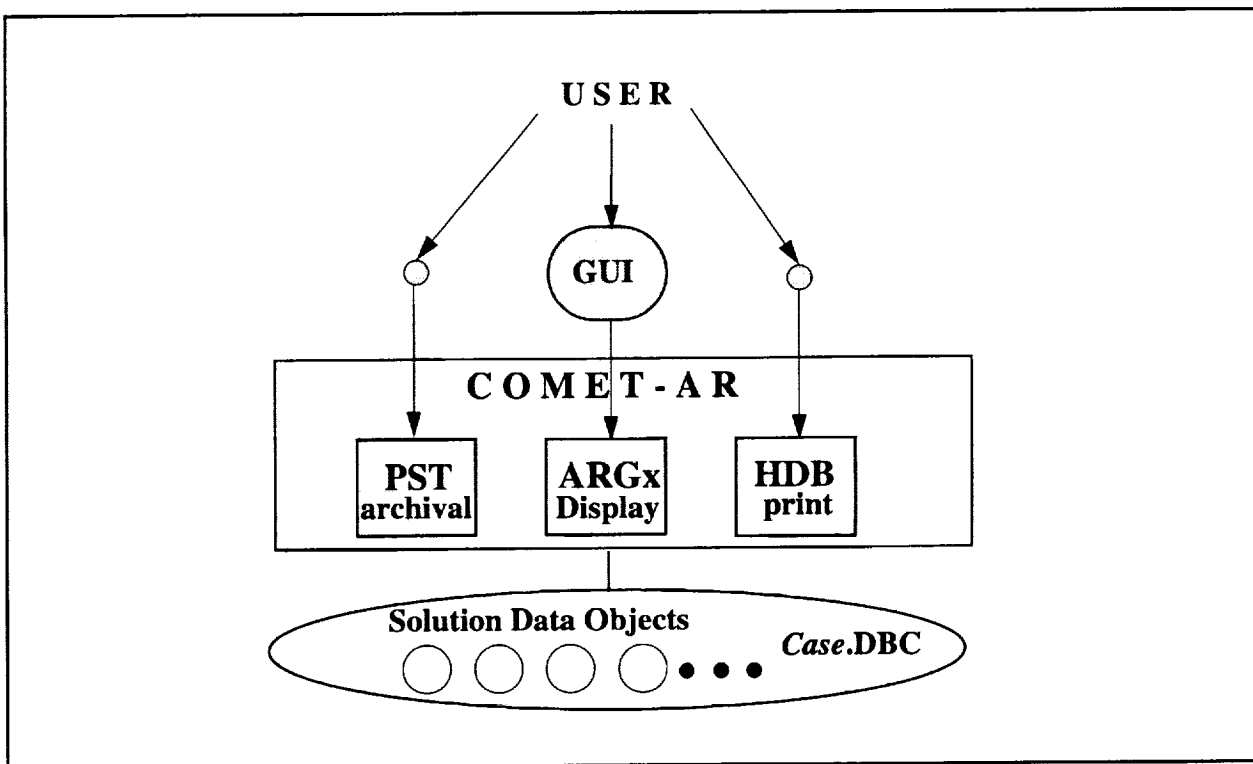 USER
GUI
COMET-AR
PST
archival
ARGx
Display
HDB
print
Solution Data Objects
Case.DBC